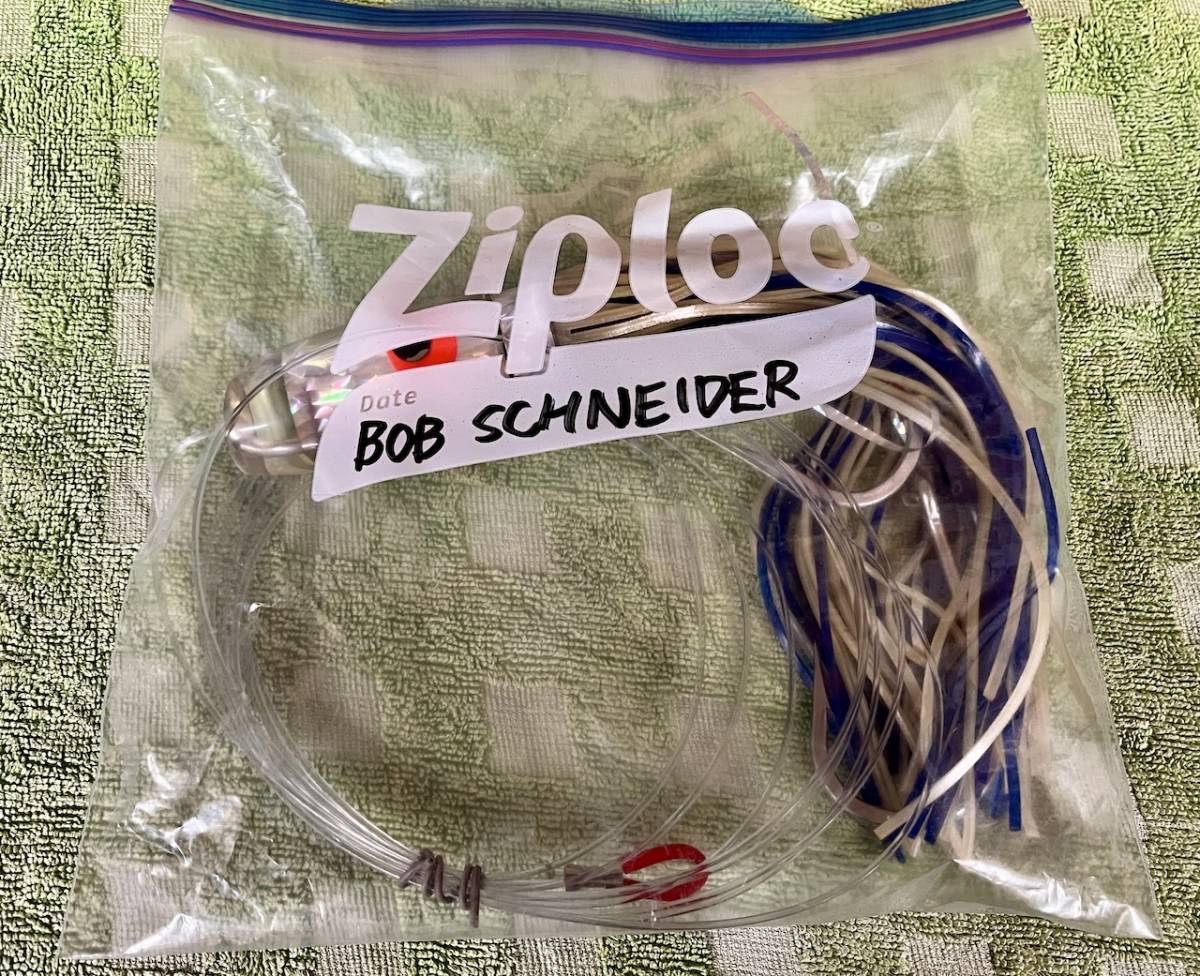 Ziploc®
Date
BOB SCHNEIDER